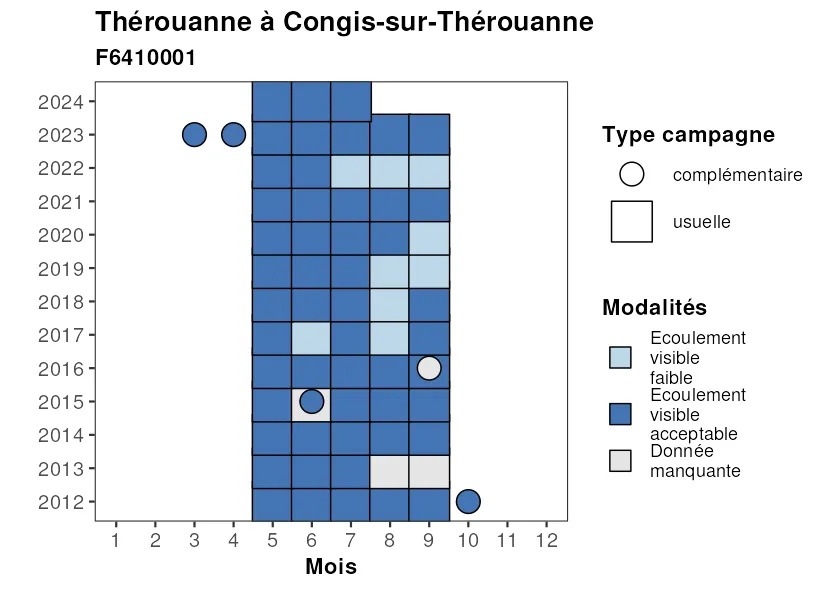 Thérouanne à Congis-sur-Thérouanne
F6410001
2024
2023
2022
2021
2020
2019
2018
2017
2016
2015
2014
2013
2012
1 2 3 4 5 6 7 8 9 10 11 12
Mois
Type campagne
complémentaire
usuelle
Modalités
Ecoulement
visible
faible
Ecoulement
visible
acceptable
Donnée
manquante